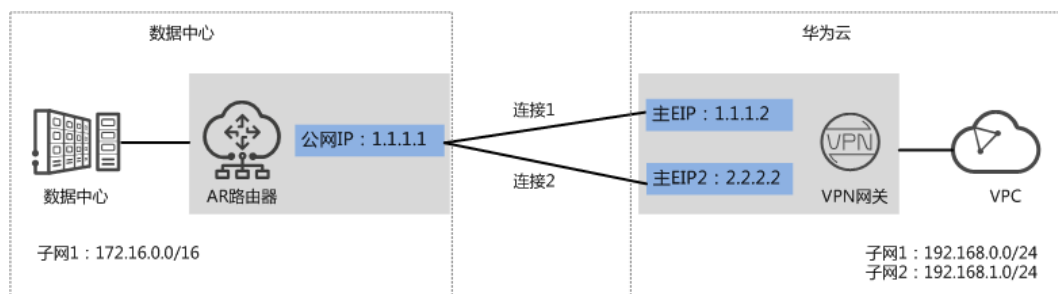 数据中心
华为云
连接1
公网IP：1.1.1.1
主EIP：1.1.1.2
VPN
连接2
主EIP2：2.2.2.2
数据中心
AR路由器
VPN网关
VPC
子网1：172.16.0.0/16
子网1：192.168.0.0/24
子网2：192.168.1.0/24